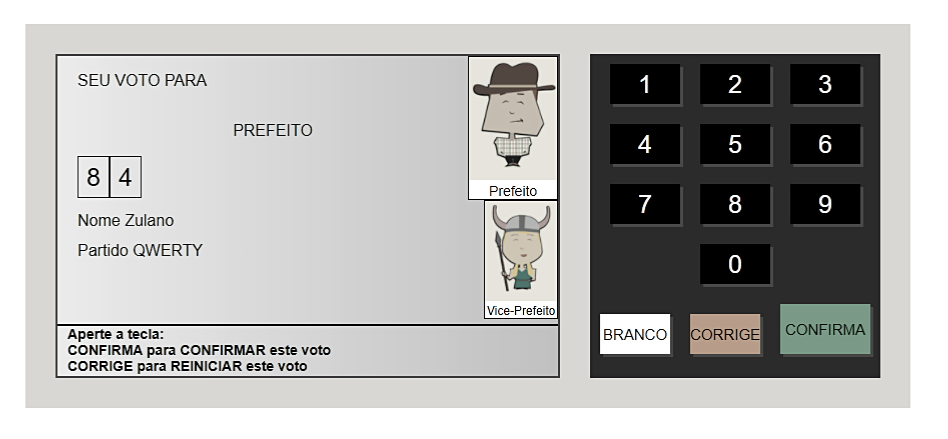 SEU VOTO PARA
PREFEITO
8 4
Nome Zulano
Partido QWERTY
Prefeito
Vice-Prefeito
Aperte a tecla:
CONFIRMA para CONFIRMAR este voto
CORRIGE para REINICIAR este voto
1 2 3
4 5 6
7 8 9
0
BRANCO CORRIGE CONFIRMA